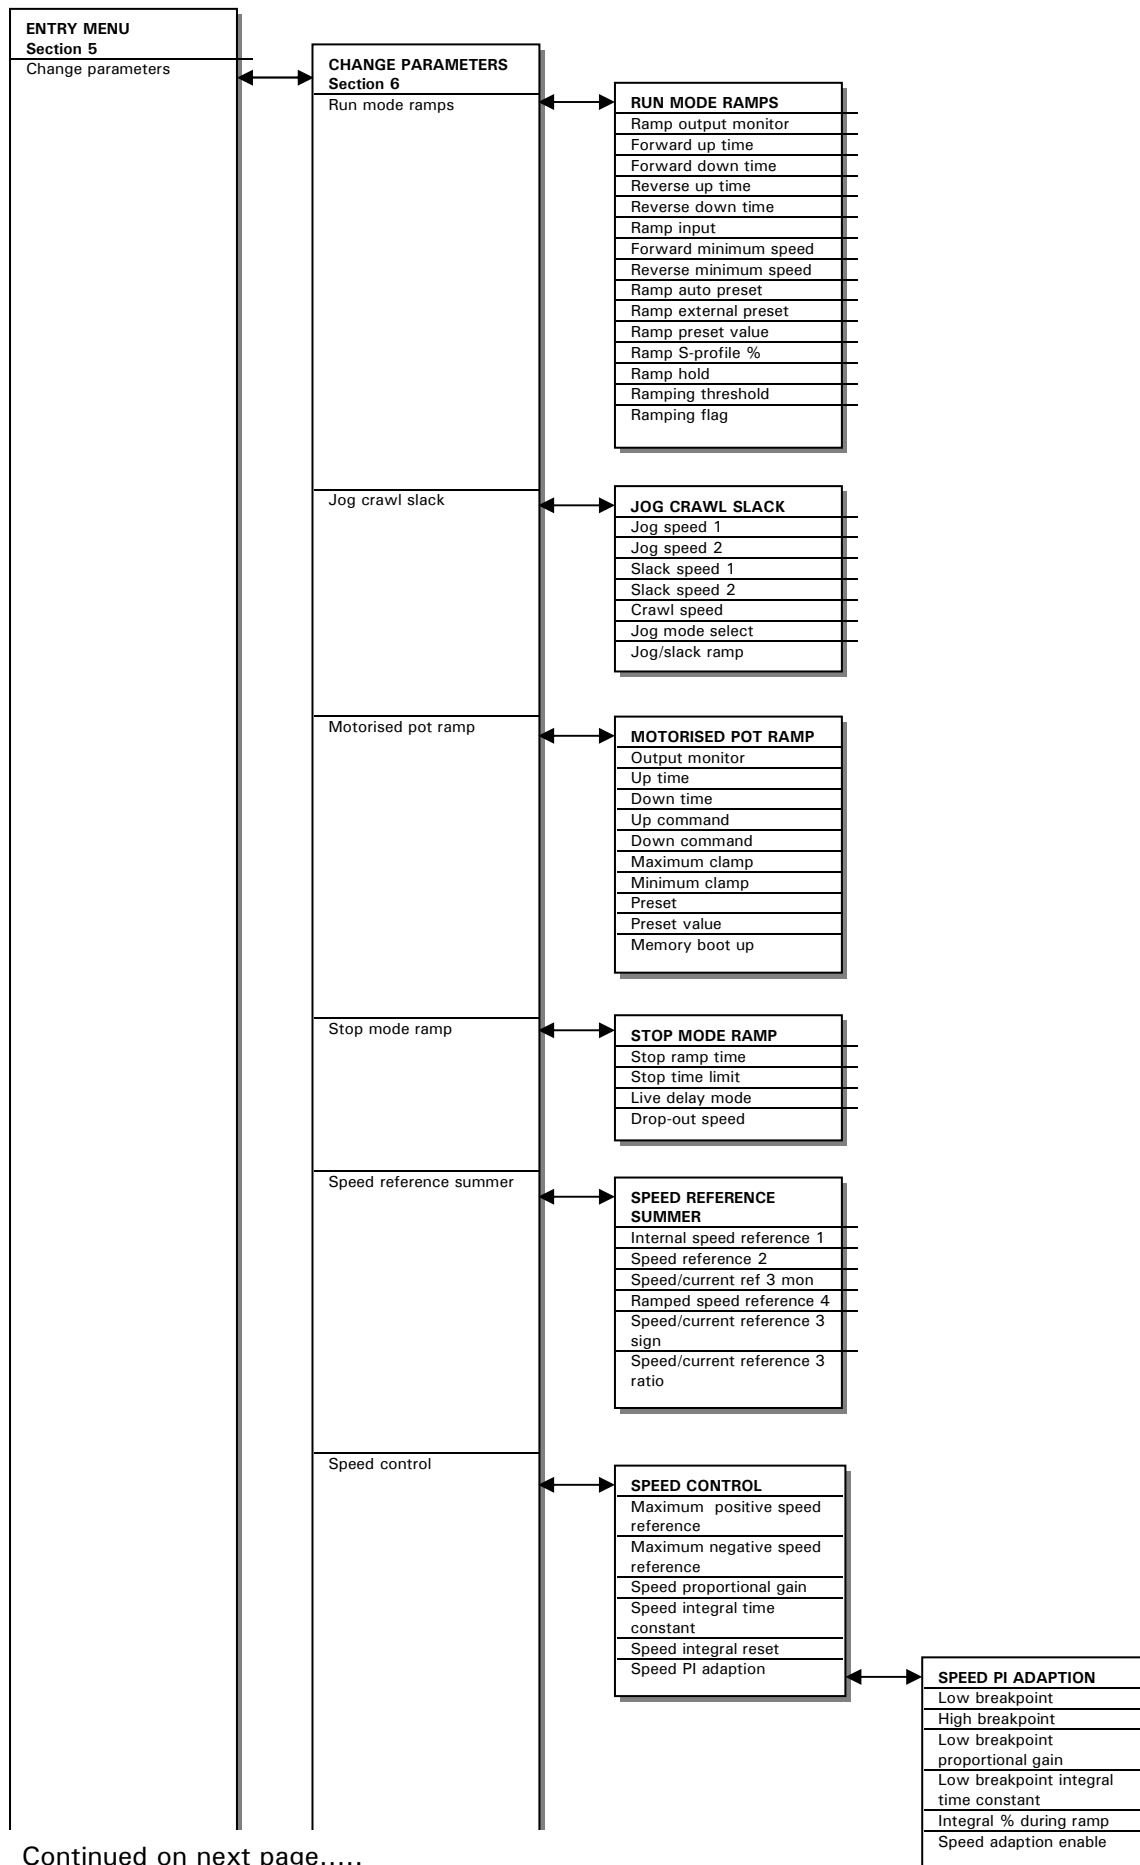 ENTRY MENU
Section 5
Change parameters
CHANGE PARAMETERS
Section 6
Run mode ramps
RUN MODE RAMPS
Ramp output monitor
Forward up time
Forward down time
Reverse up time
Reverse down time
Ramp input
Forward minimum speed
Reverse minimum speed
Ramp auto preset
Ramp external preset
Ramp preset value
Ramp S-profile %
Ramp hold
Ramping threshold
Ramping flag
Jog crawl slack
JOG CRAWL SLACK
Jog speed 1
Jog speed 2
Slack speed 1
Slack speed 2
Crawl speed
Jog mode select
Jog/slack ramp
Motorised pot ramp
MOTORISED POT RAMP
Output monitor
Up time
Down time
Up command
Down command
Maximum clamp
Minimum clamp
Preset
Preset value
Memory boot up
Stop mode ramp
STOP MODE RAMP
Stop ramp time
Stop time limit
Live delay mode
Drop-out speed
Speed reference summer
SPEED REFERENCE
SUMMER
Internal speed reference 1
Speed reference 2
Speed/current ref 3 mon
Ramped speed reference 4
Speed/current reference 3
sign
Speed/current reference 3
ratio
Speed control
SPEED CONTROL
Maximum  positive speed
reference
Maximum negative speed
reference
Speed proportional gain
Speed integral time
constant
Speed integral reset
Speed PI adaption
SPEED PI ADAPTION
Low breakpoint
High breakpoint
Low breakpoint
proportional gain
Low breakpoint integral
time constant
Integral % during ramp
Speed adaption enable
Continued on next page.....